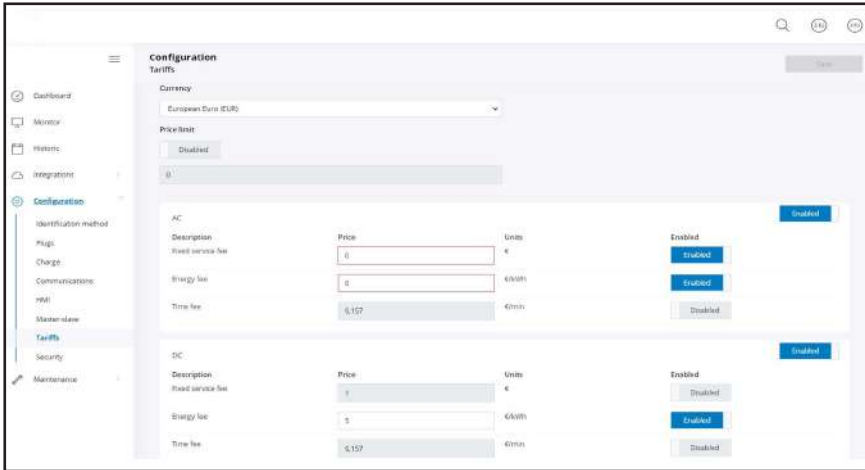 Configuration
Tariffs
Dashboard
Monitor
Historic
Integrations
Configuration
Identification method
Plugs
Charge
Communications
HMI
Master-slave
Tariffs
Security
Maintenance
Currency
European Euro (EUR)
Price limit
Disabled
0
AC Enabled
Description Price Units Enabled
Fixed service fee 0 € Enabled
Energy fee 0 €/kWh Enabled
Time fee 6,157 €/min Disabled
DC Enabled
Description Price Units Enabled
Fixed service fee 1 € Disabled
Energy fee 5 €/kWh Enabled
Time fee 6,157 €/min Disabled